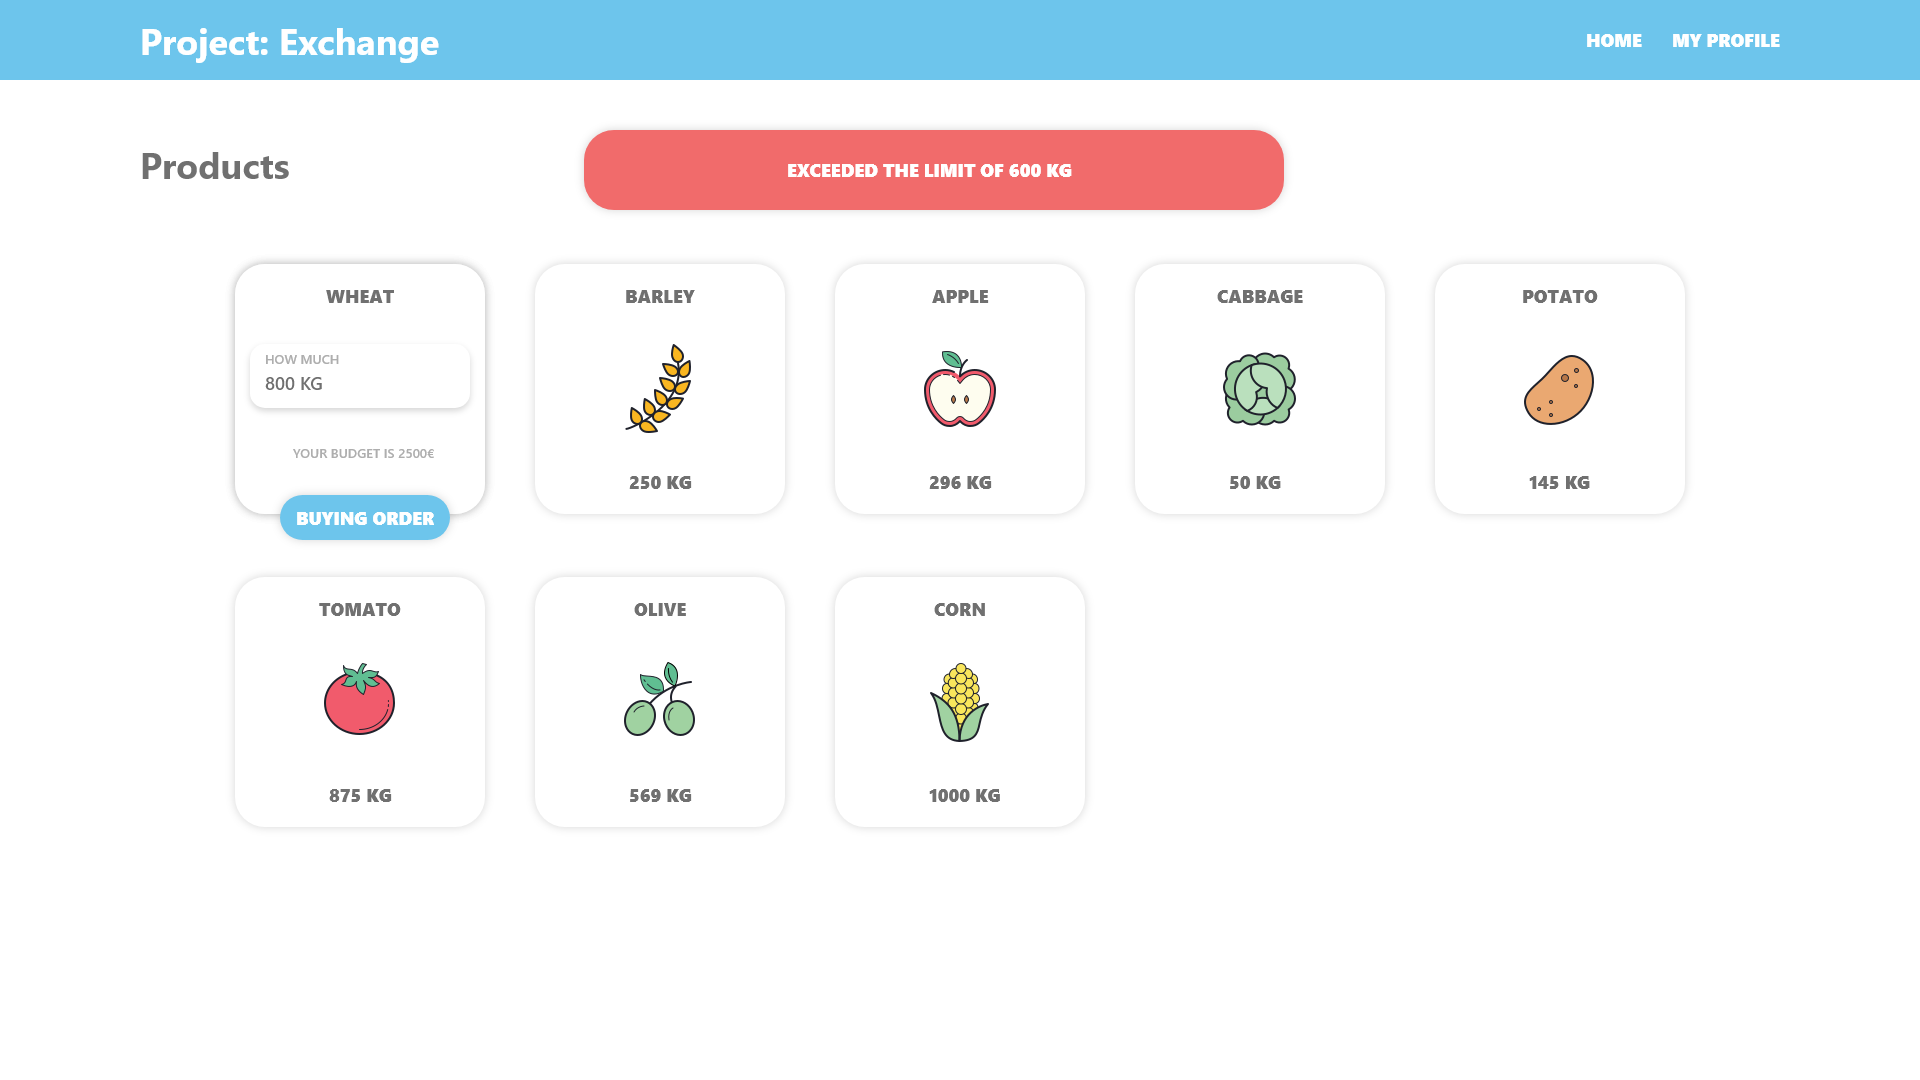 Project: Exchange
HOME MY PROFILE
Products
EXCEEDED THE LIMIT OF 600 KG
WHEAT
HOW MUCH
800 KG
YOUR BUDGET IS 2500€
BUYING ORDER
BARLEY
250 KG
APPLE
296 KG
CABBAGE
50 KG
POTATO
145 KG
TOMATO
875 KG
OLIVE
569 KG
CORN
1000 KG